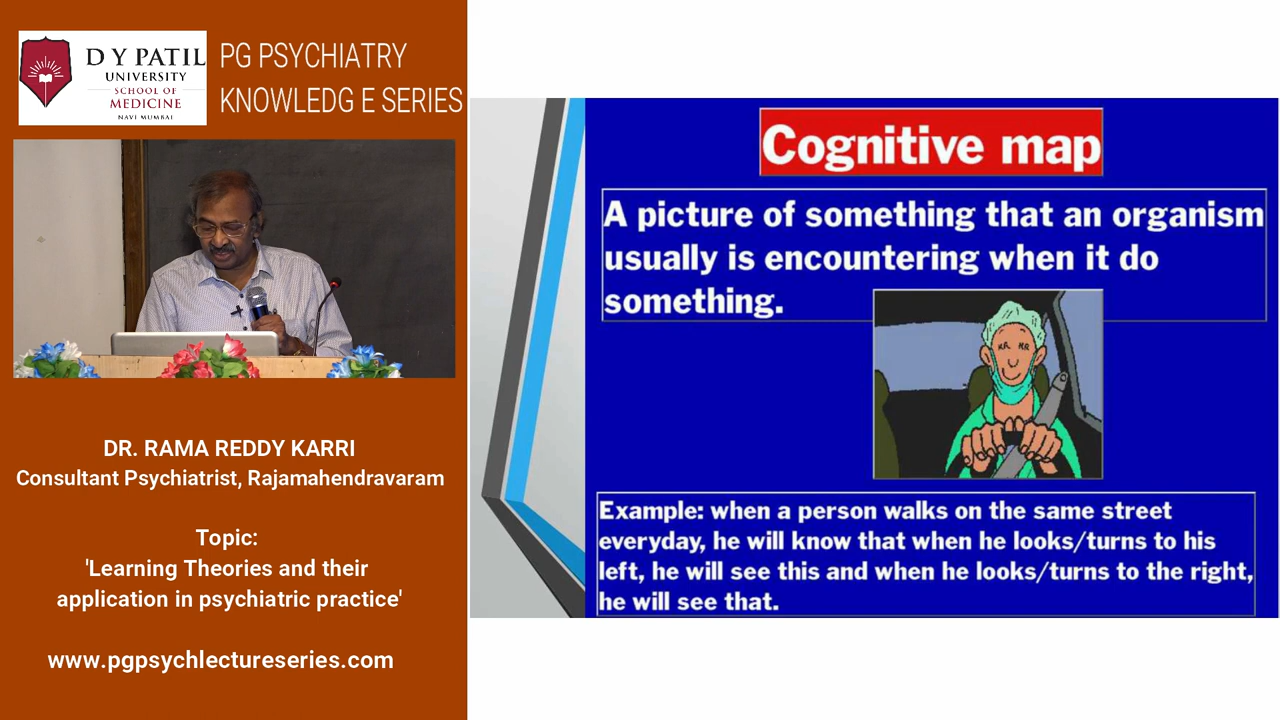 D Y PATIL
UNIVERSITY
SCHOOL OF
MEDICINE
NAVI MUMBAI
PG PSYCHIATRY
KNOWLEDG E SERIES
DR. RAMA REDDY KARRI
Consultant Psychiatrist, Rajamahendravaram
Topic:
'Learning Theories and their
application in psychiatric practice'
www.pgpsychlectureseries.com
Cognitive map
A picture of something that an organism
usually is encountering when it do
something.
Example: when a person walks on the same street
everyday, he will know that when he looks/turns to his
left, he will see this and when he looks/turns to the right,
he will see that.